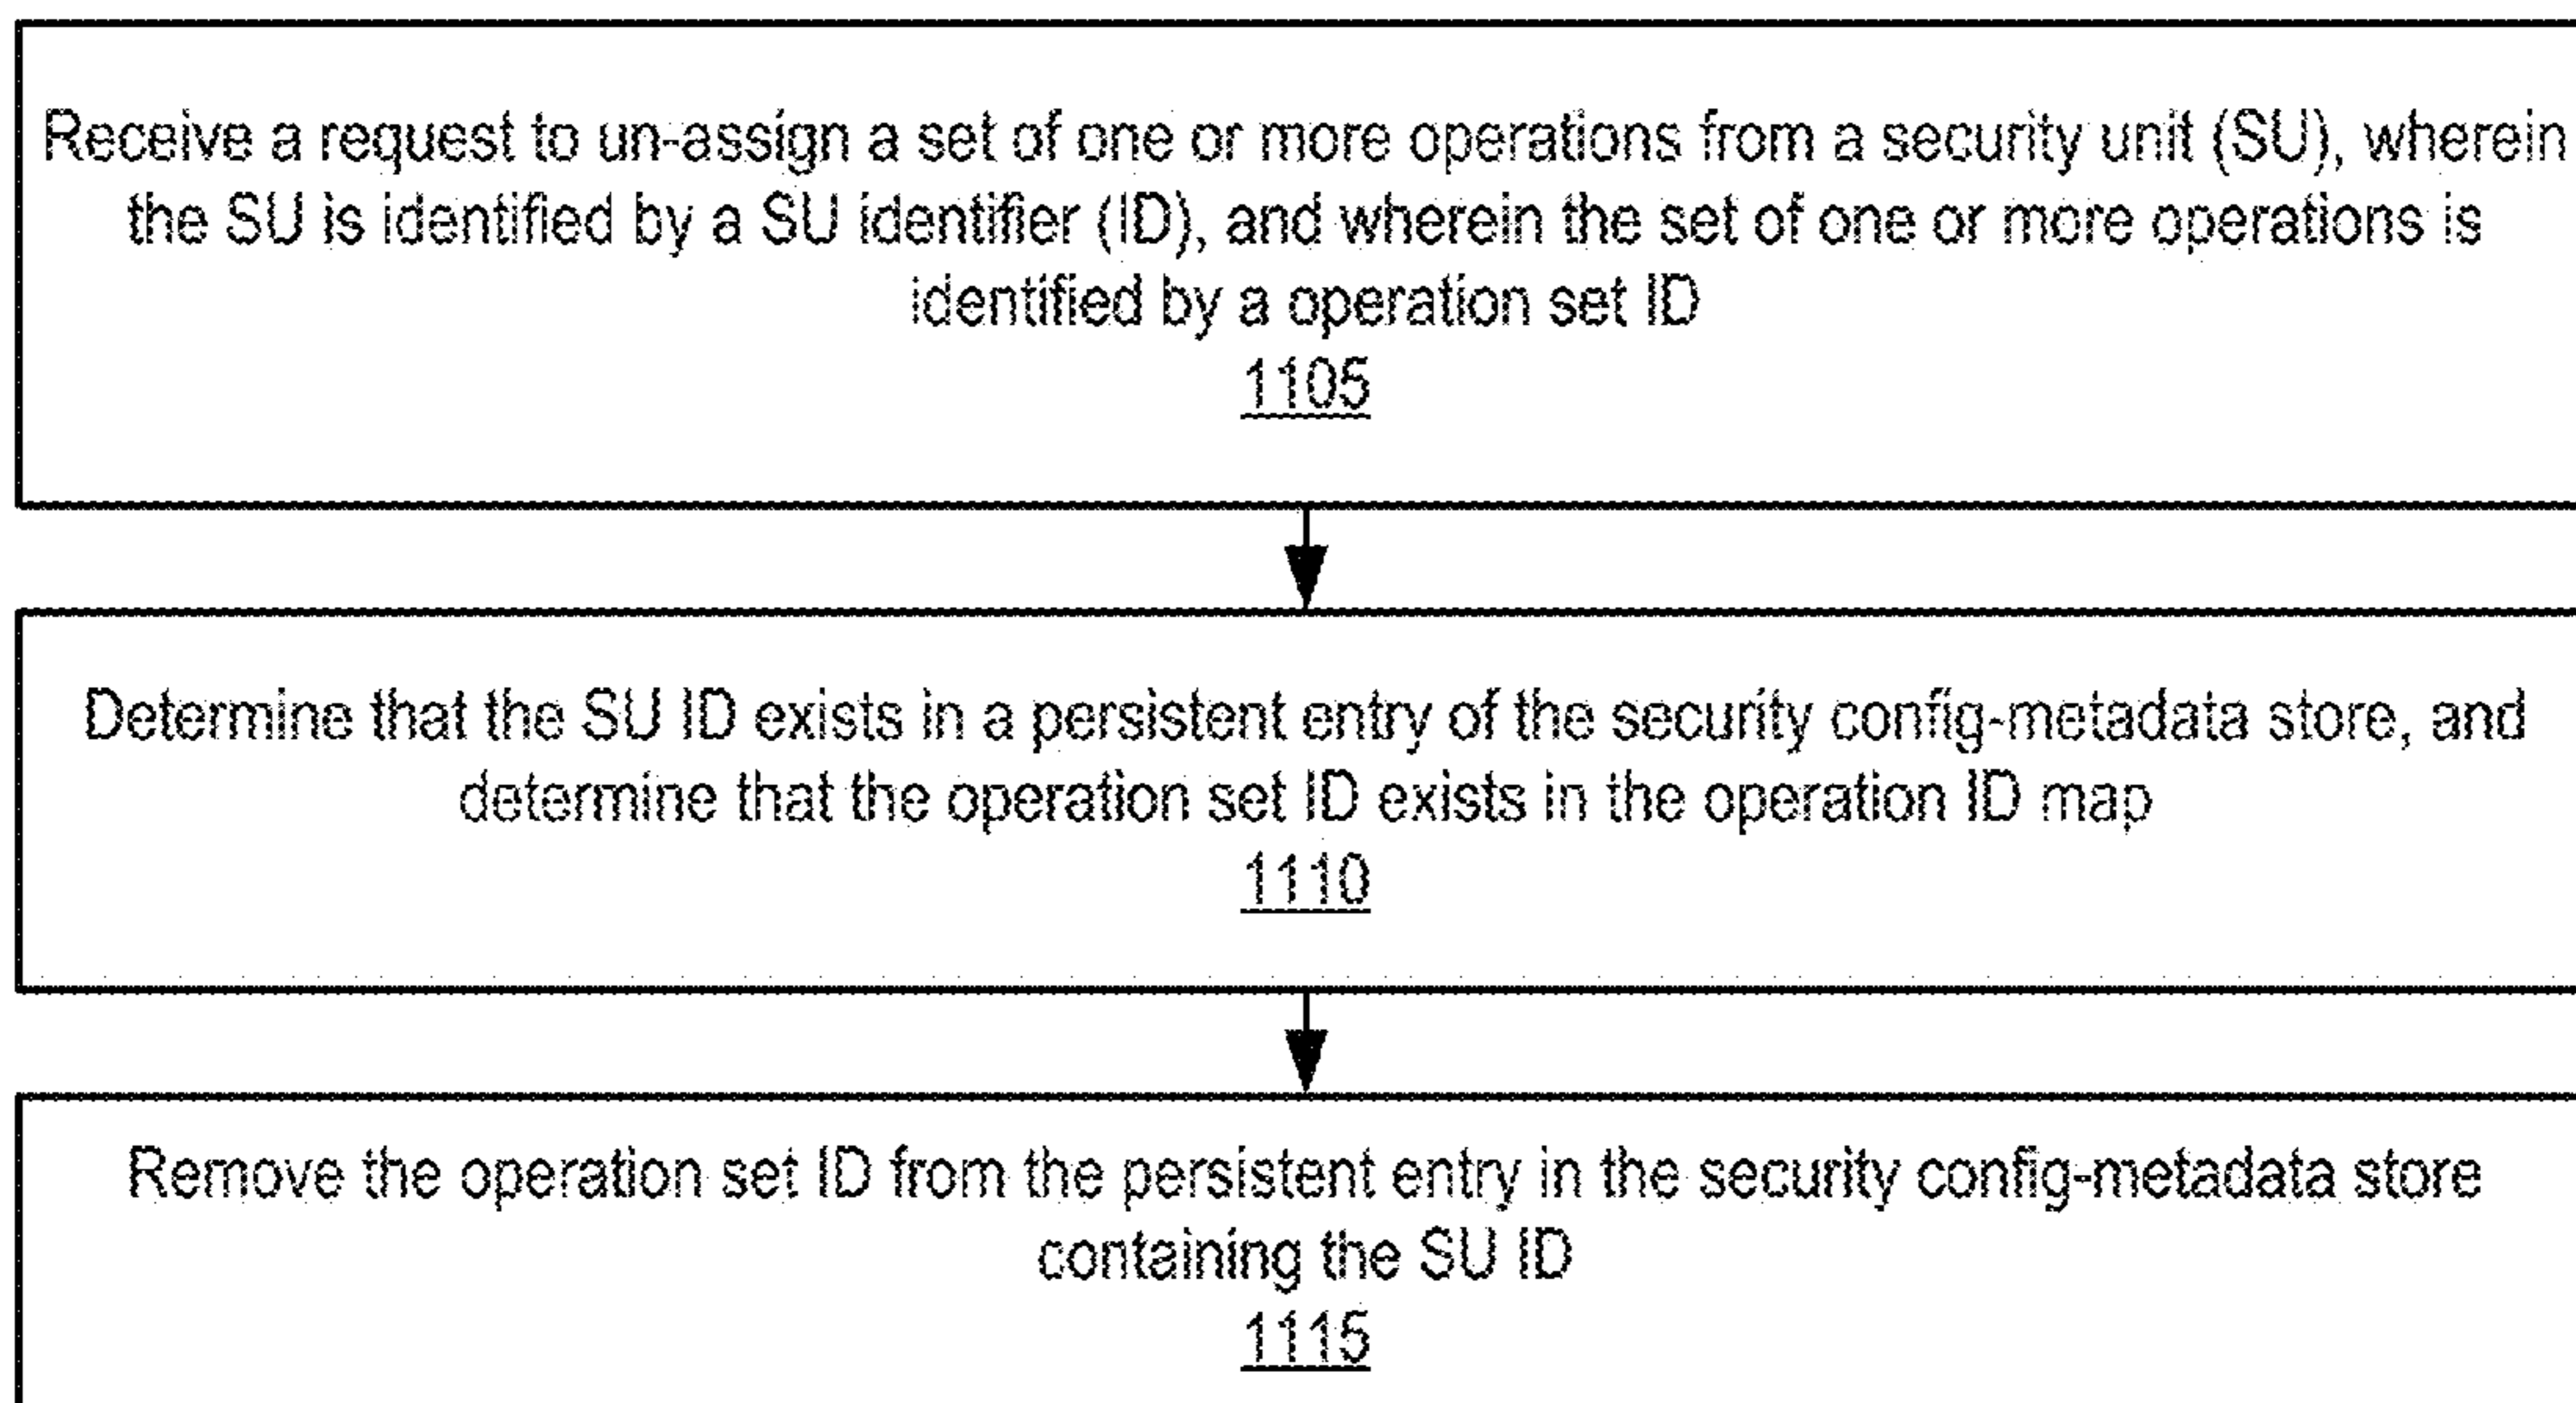 Receive a request to un-assign a set of one or more operations from a security unit (SU), wherein
the SU is identified by a SU identifier (ID), and wherein the set of one or more operations is
identified by a operation set ID
1105
Determine that the SU ID exists in a persistent entry of the security config-metadata store, and
determine that the operation set ID exists in the operation ID map
1110
Remove the operation set ID from the persistent entry in the security config-metadata store
containing the SU ID
1115